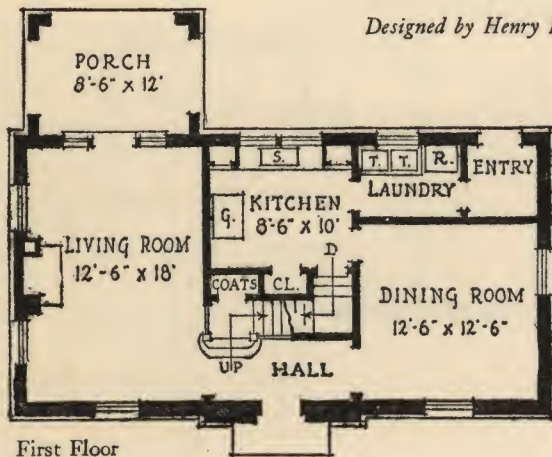 Designed by Henry
PORCH
8'-6" X 12'
S.
T. T. R.
ENTRY
LAUNDRY
KITCHEN
8'-6" X 10'
G.
D
LIVING ROOM
12'-6" X 18'
COATS
CL.
DINING ROOM
12'-6" X 12'-6"
UP
HALL
First Floor